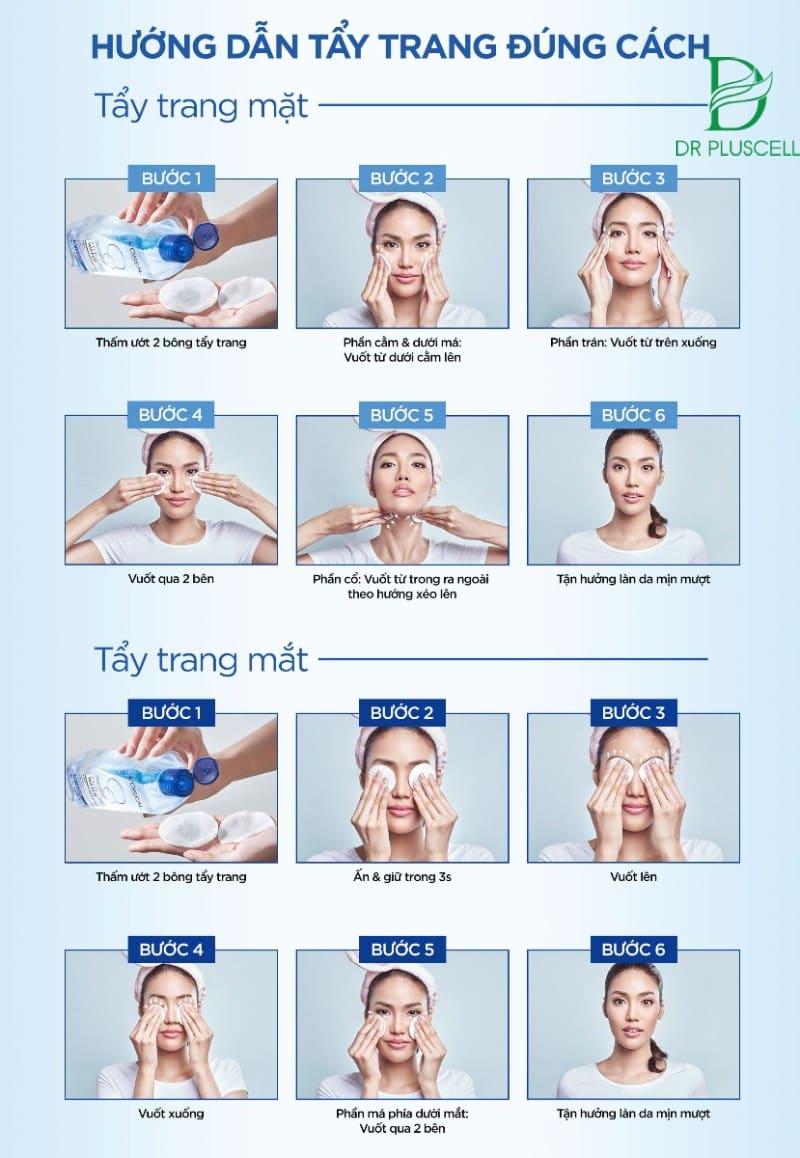 HƯỚNG DẪN TẨY TRANG ĐÚNG CÁCH
DR PLUSCELL
Tẩy trang mặt
BƯỚC 1
L'ORÉAL
Thấm ướt 2 bông tẩy trang
BƯỚC 2
Phần cằm & dưới má:
Vuốt từ dưới cằm lên
BƯỚC 3
Phần trán: Vuốt từ trên xuống
BƯỚC 4
Vuốt qua 2 bên
BƯỚC 5
Phần cổ: Vuốt từ trong ra ngoài
theo hướng xéo lên
BƯỚC 6
Tận hưởng làn da mịn mượt
Tẩy trang mắt
BƯỚC 1
L'ORÉAL
Thấm ướt 2 bông tẩy trang
BƯỚC 2
Ấn & giữ trong 3s
BƯỚC 3
Vuốt lên
BƯỚC 4
Vuốt xuống
BƯỚC 5
Phần má phía dưới mắt:
Vuốt qua 2 bên
BƯỚC 6
Tận hưởng làn da mịn mượt